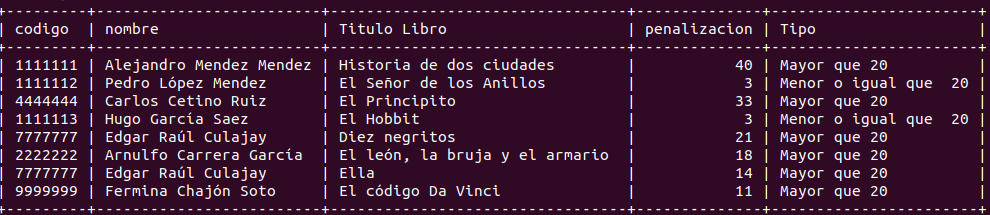 +---------+-------------------------+---------------------------------+--------------+-----------------------+
| codigo  | nombre                  | Titulo Libro                    | penalizacion | Tipo                  |
+---------+-------------------------+---------------------------------+--------------+-----------------------+
| 1111111 | Alejandro Mendez Mendez | Historia de dos ciudades        |           40 | Mayor que 20          |
| 1111112 | Pedro López Mendez      | El Señor de los Anillos         |            3 | Menor o igual que  20 |
| 4444444 | Carlos Cetino Ruiz      | El Principito                   |           33 | Mayor que 20          |
| 1111113 | Hugo García Saez        | El Hobbit                       |            3 | Menor o igual que  20 |
| 7777777 | Edgar Raúl Culajay      | Diez negritos                   |           21 | Mayor que 20          |
| 2222222 | Arnulfo Carrera García  | El león, la bruja y el armario  |           18 | Mayor que 20          |
| 7777777 | Edgar Raúl Culajay      | Ella                            |           14 | Mayor que 20          |
| 9999999 | Fermina Chajón Soto     | El código Da Vinci              |           11 | Mayor que 20          |
+---------+-------------------------+---------------------------------+--------------+-----------------------+